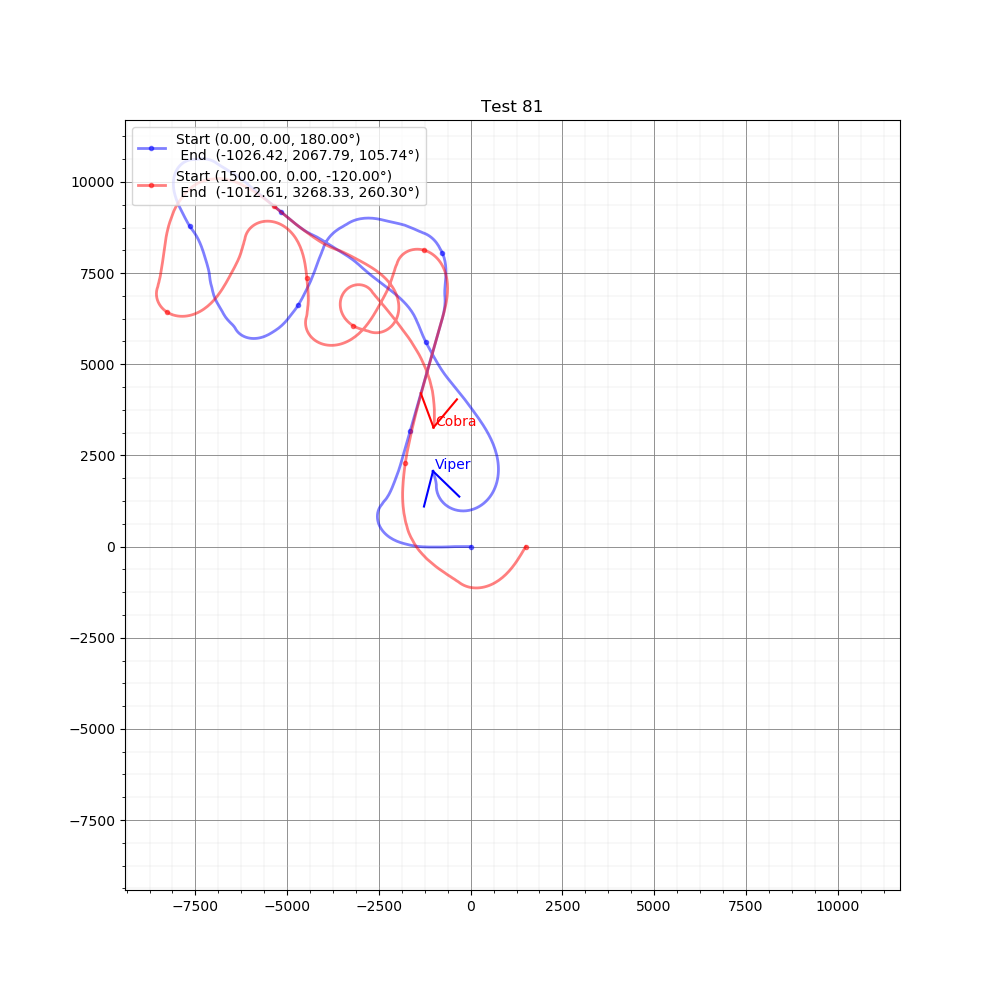 Test 81
Start (0.00, 0.00, 180.00°)
End  (-1026.42, 2067.79, 105.74°)
Start (1500.00, 0.00, -120.00°)
End  (-1012.61, 3268.33, 260.30°)
10000
7500
5000
Cobra
2500
Viper
0
−2500
−5000
−7500
−7500 −5000 −2500 0 2500 5000 7500 10000